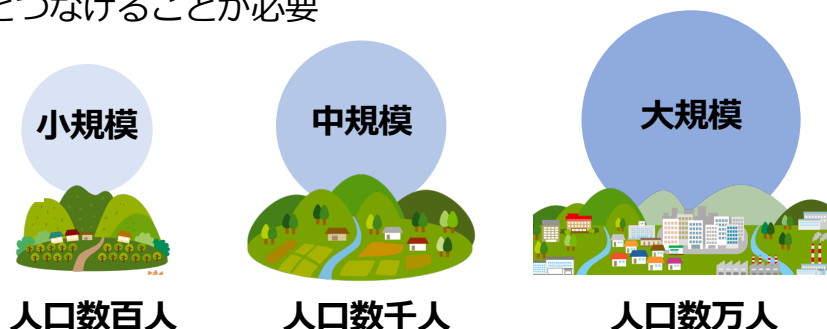 とつなげることが必要
小規模
中規模
大規模
人口数百人
人口数千人
人口数万人